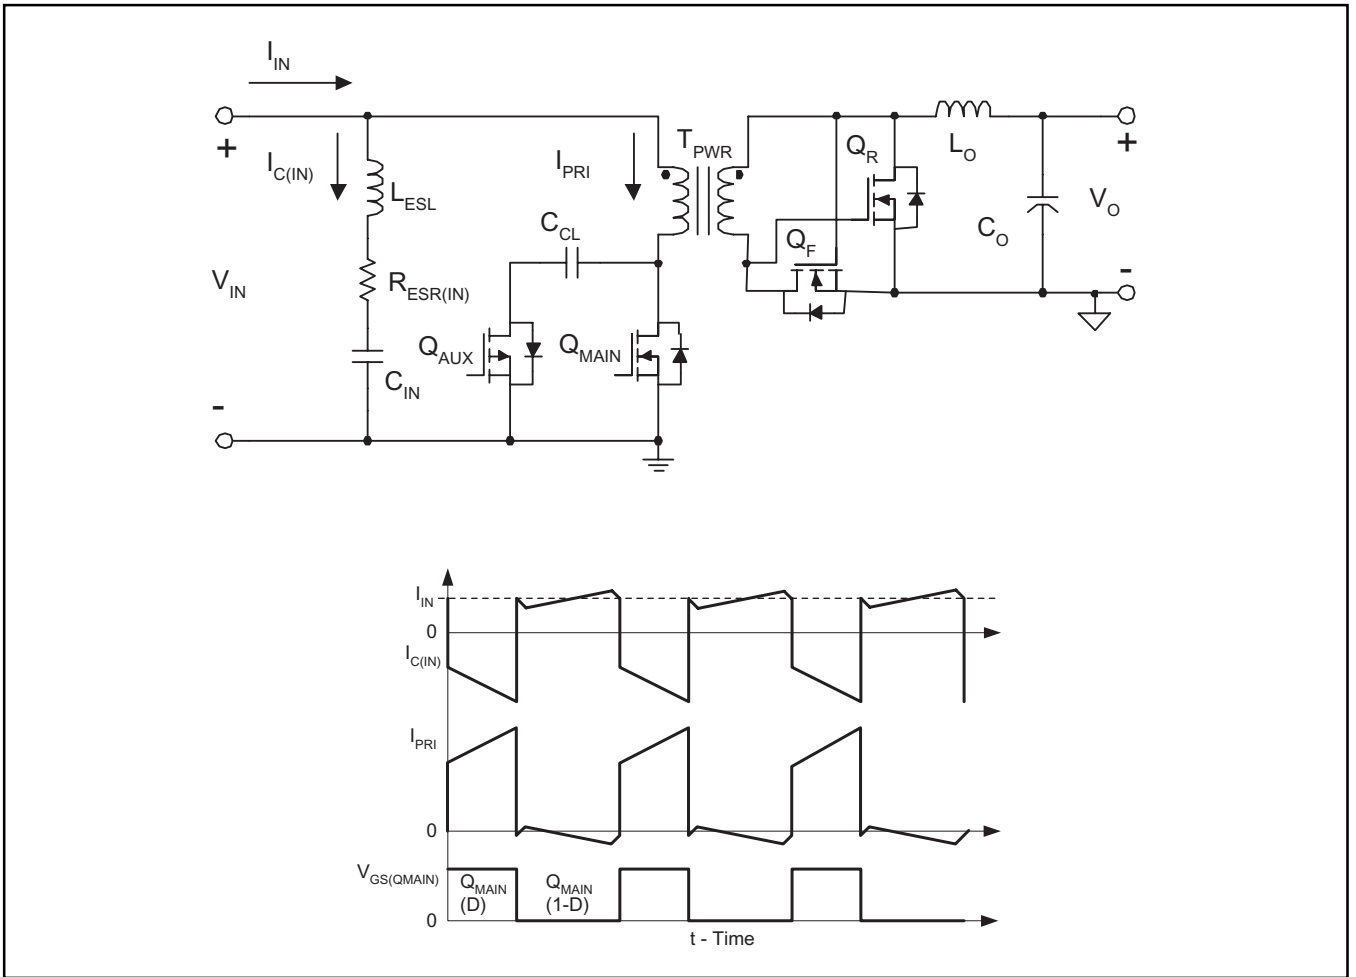 I_IN
+
I_C(IN)
L_ESL
R_ESR(IN)
V_IN
C_IN
-
I_PRI
T_PWR
C_CL
Q_AUX
Q_MAIN
Q_R
Q_F
L_O
C_O
V_O
+
-
I_IN
0
I_C(IN)
I_PRI
0
V_GS(QMAIN)
Q_MAIN
(D)
Q_MAIN
(1-D)
0
t - Time